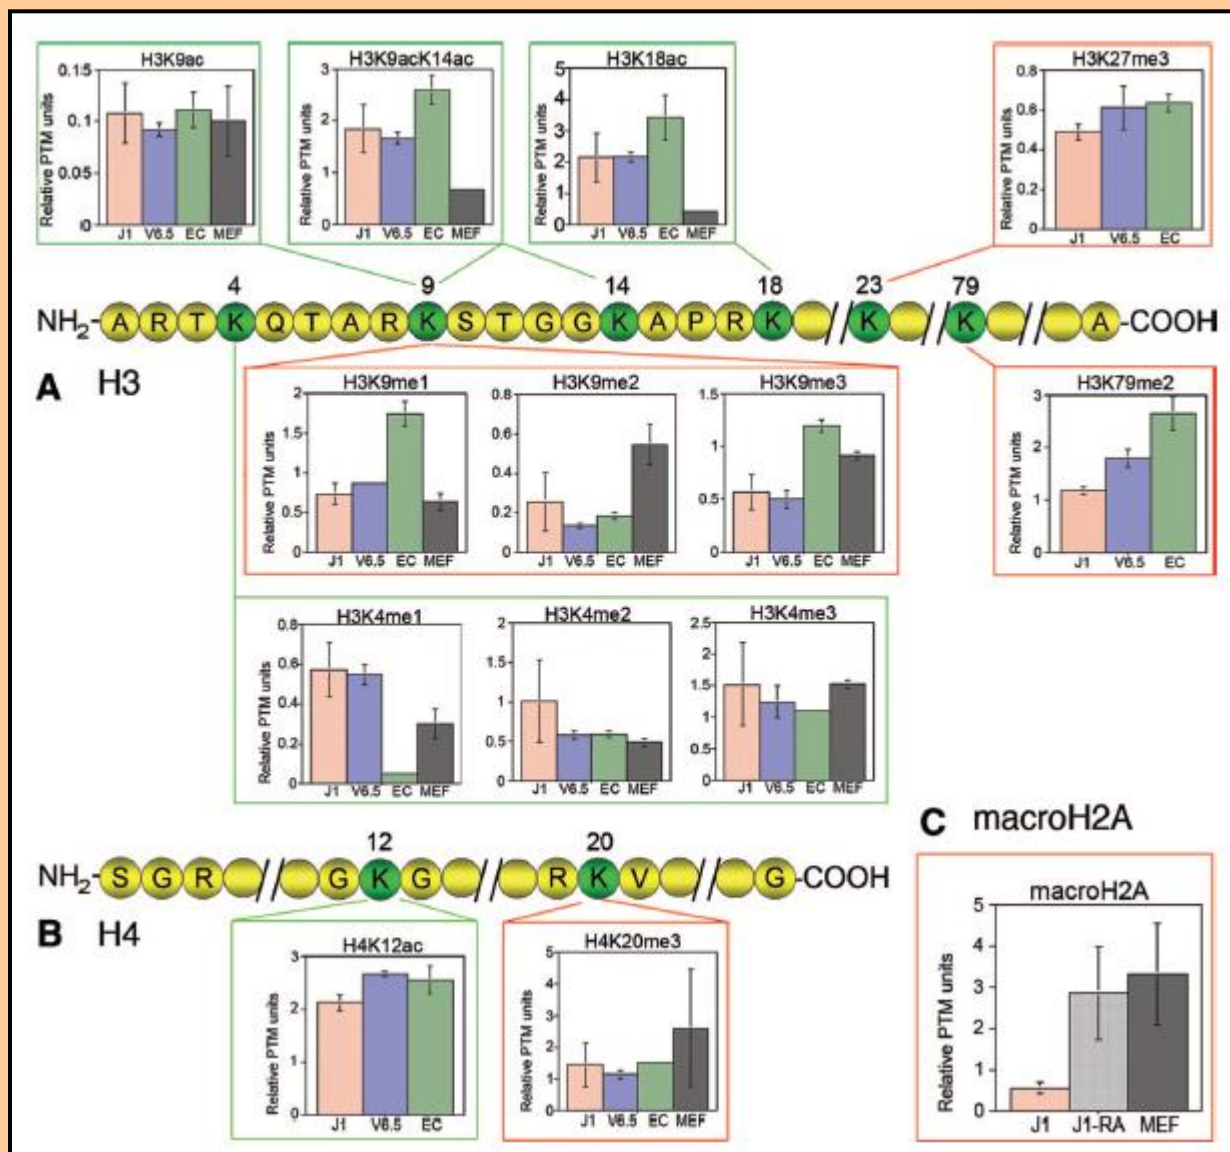 H3K9ac
Relative PTM units
0.15
0.1
0.05
0
J1 V6.5 EC MEF
H3K9acK14ac
Relative PTM units
3
2
1
0
J1 V6.5 EC MEF
H3K18ac
Relative PTM units
5
4
3
2
1
0
J1 V6.5 EC MEF
H3K27me3
Relative PTM units
0.8
0.6
0.4
0.2
0
J1 V6.5 EC
4 9 14 18 23 79
NH2-A R T K Q T A R K S T G G K A P R K // K // K // A-COOH
A H3
H3K9me1
Relative PTM units
2
1.5
1
0.5
0
J1 V6.5 EC MEF
H3K9me2
0.8
0.6
0.4
0.2
0
J1 V6.5 EC MEF
H3K9me3
1.5
1
0.5
0
J1 V6.5 EC MEF
H3K79me2
Relative PTM units
3
2
1
0
J1 V6.5 EC
H3K4me1
Relative PTM units
0.8
0.6
0.4
0.2
0
J1 V6.5 EC MEF
H3K4me2
2
1.5
1
0.5
0
J1 V6.5 EC MEF
H3K4me3
2.5
2
1.5
1
0.5
0
J1 V6.5 EC MEF
12 20
NH2-S G R // G K G // R K V // G-COOH
B H4
H4K12ac
Relative PTM units
3
2
1
0
J1 V6.5 EC
H4K20me3
Relative PTM units
5
4
3
2
1
0
J1 V6.5 EC MEF
C macroH2A
macroH2A
Relative PTM units
5
4
3
2
1
0
J1 J1-RA MEF